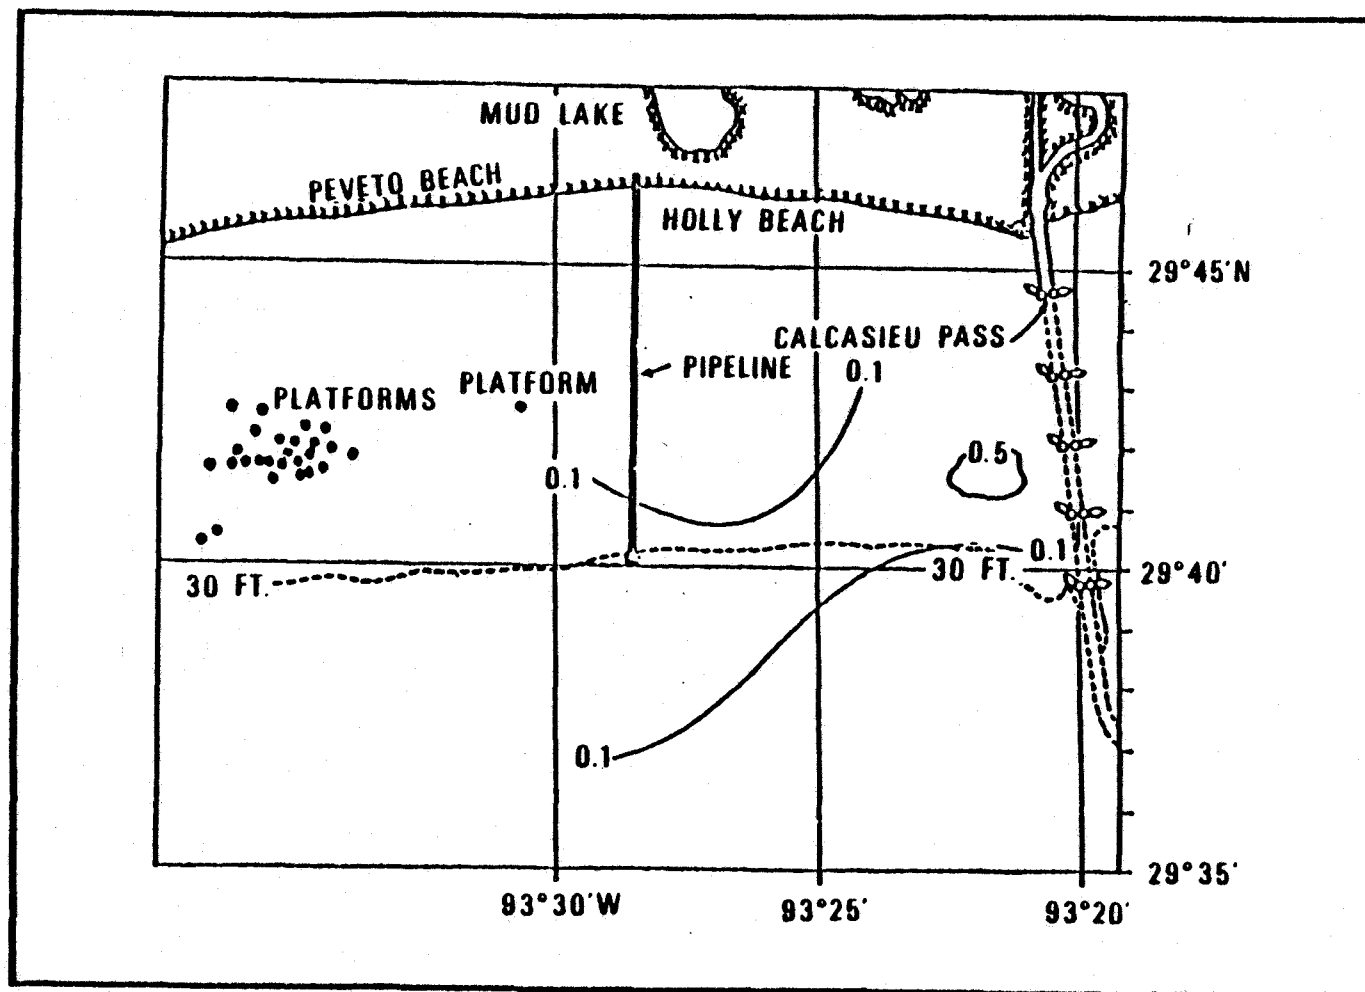 MUD LAKE
PEVETO BEACH
HOLLY BEACH
29°45'N
CALCASIEU PASS
PIPELINE
0.1
PLATFORM
PLATFORMS
0.5
0.1
0.1
30 FT.
29°40'
30 FT.
0.1
29°35'
93°30'W
93°25'
93°20'